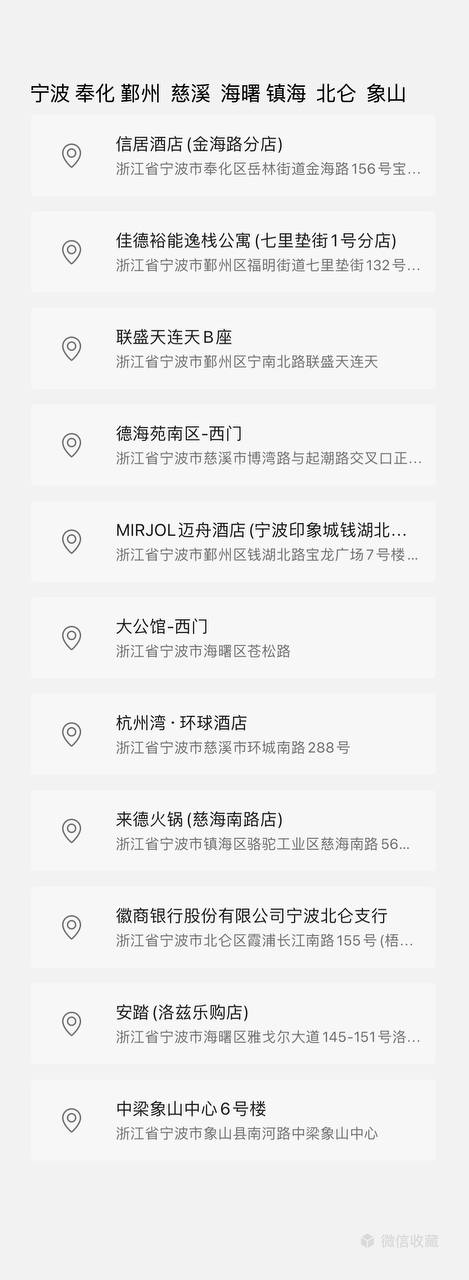 宁波 奉化 鄞州 慈溪 海曙 镇海 北仑 象山
信居酒店(金海路分店)
浙江省宁波市奉化区岳林街道金海路156号宝...
佳德裕能逸栈公寓(七里垫街1号分店)
浙江省宁波市鄞州区福明街道七里垫街132号...
联盛天连天B座
浙江省宁波市鄞州区宁南北路联盛天连天
德海苑南区-西门
浙江省宁波市慈溪市博湾路与起潮路交叉口正...
MIRJOL迈舟酒店(宁波印象城钱湖北...
浙江省宁波市鄞州区钱湖北路宝龙广场7号楼...
大公馆-西门
浙江省宁波市海曙区苍松路
杭州湾·环球酒店
浙江省宁波市慈溪市环城南路288号
来德火锅(慈海南路店)
浙江省宁波市镇海区骆驼工业区慈海南路56...
徽商银行股份有限公司宁波北仑支行
浙江省宁波市北仑区霞浦长江南路155号(梧...
安踏(洛兹乐购店)
浙江省宁波市海曙区雅戈尔大道145-151号洛...
中梁象山中心6号楼
浙江省宁波市象山县南河路中梁象山中心
微信收藏